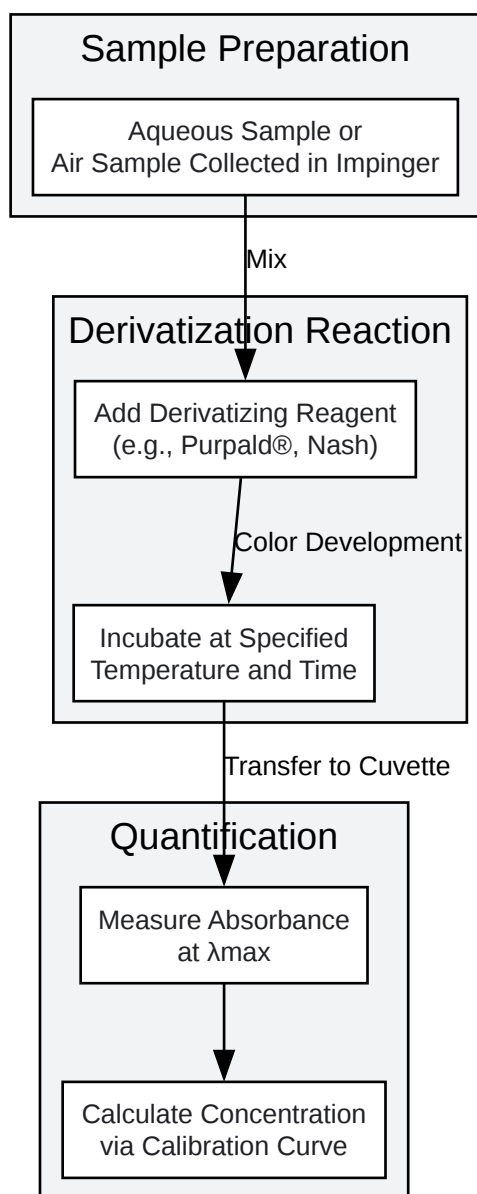 Sample Preparation
Aqueous Sample or
Air Sample Collected in Impinger
Mix
Derivatization Reaction
Add Derivatizing Reagent
(e.g., Purpald®, Nash)
Color Development
Incubate at Specified
Temperature and Time
Transfer to Cuvette
Quantification
Measure Absorbance
at λmax
Calculate Concentration
via Calibration Curve